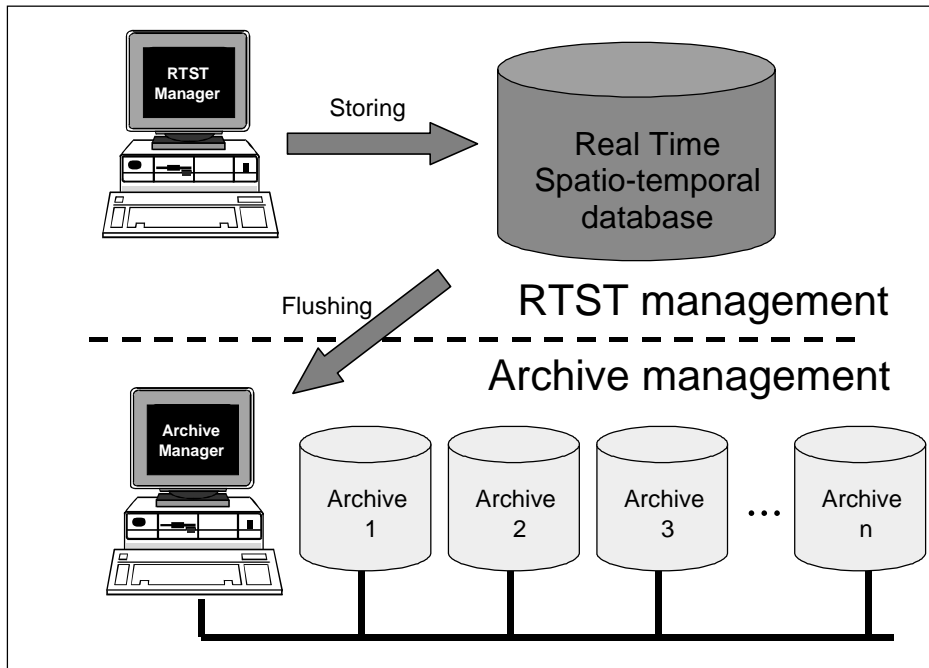 RTST
Manager
Storing
Real Time
Spatio-temporal
database
Flushing
RTST management
Archive management
Archive
Manager
Archive
1
Archive
2
Archive
3
...
Archive
n